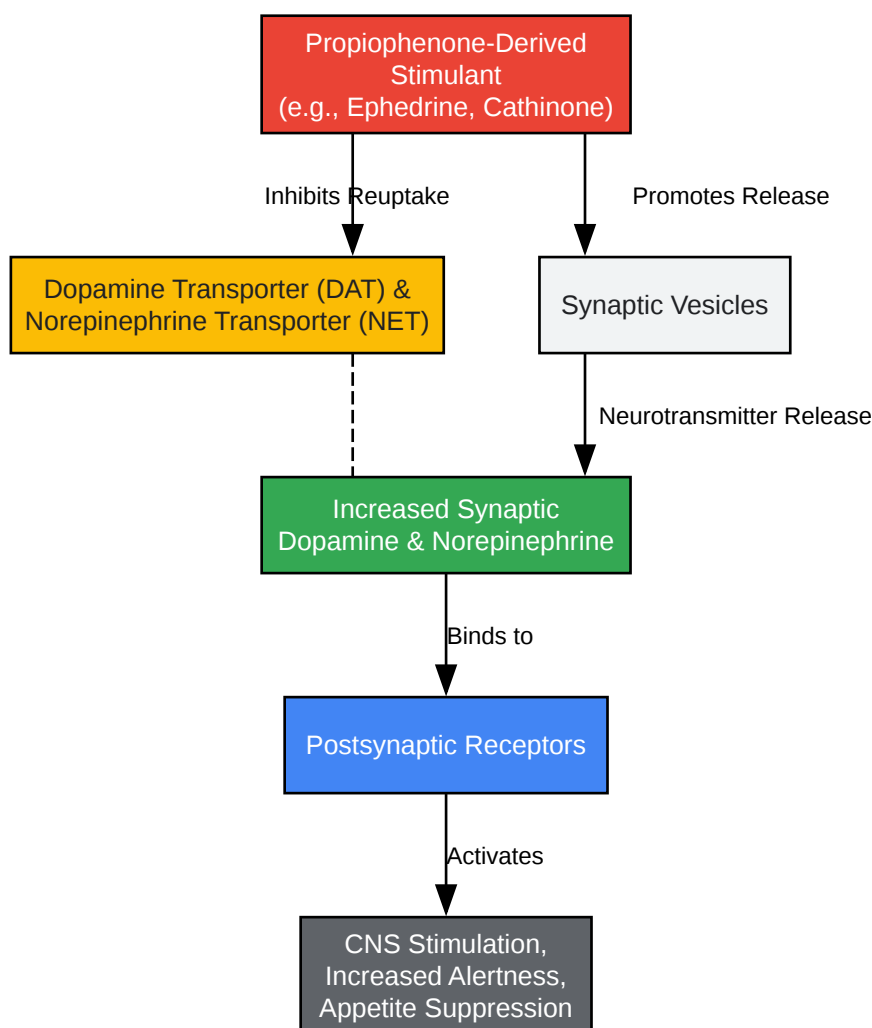 Propiophenone-Derived
Stimulant
(e.g., Ephedrine, Cathinone)
Inhibits Reuptake
Promotes Release
Dopamine Transporter (DAT) &
Norepinephrine Transporter (NET)
Synaptic Vesicles
Neurotransmitter Release
Increased Synaptic
Dopamine & Norepinephrine
Binds to
Postsynaptic Receptors
Activates
CNS Stimulation,
Increased Alertness,
Appetite Suppression